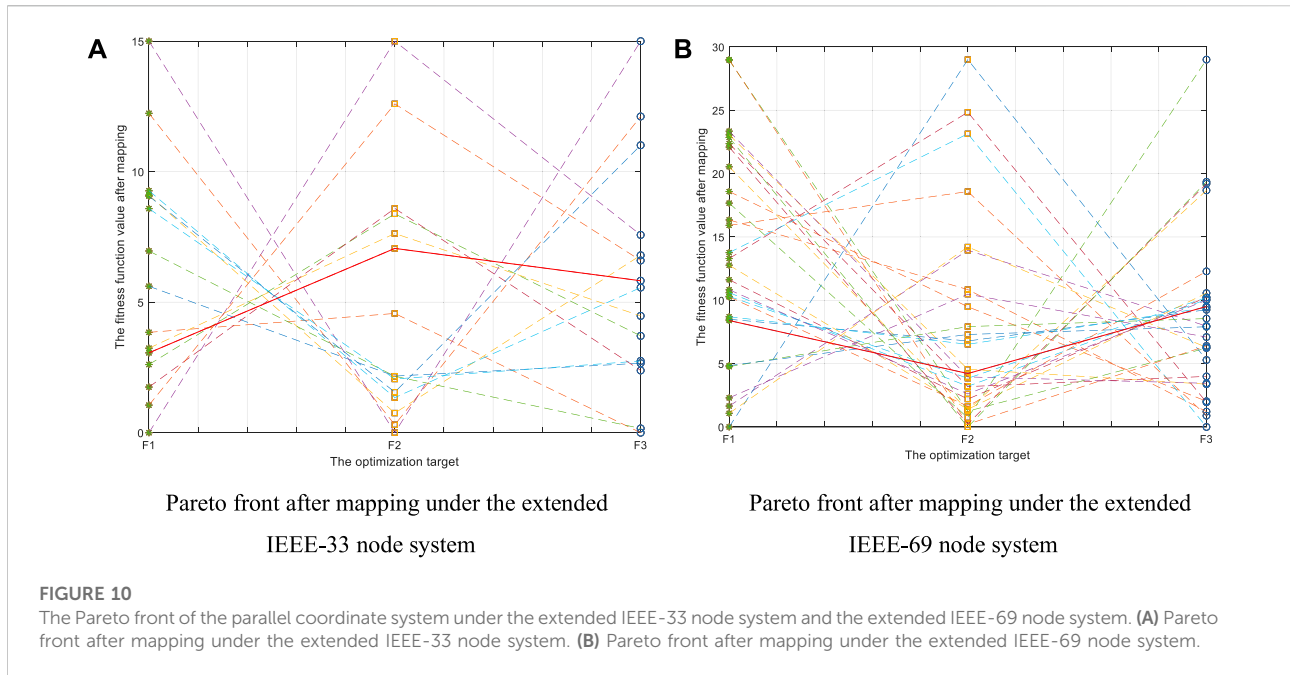 A
15
10
5
0
F1
F2
F3
The fitness function value after mapping
The optimization target
B
30
25
20
15
10
5
0
F1
F2
F3
The fitness function value after mapping
The optimization target
Pareto front after mapping under the extended
IEEE-33 node system
Pareto front after mapping under the extended
IEEE-69 node system
FIGURE 10
The Pareto front of the parallel coordinate system under the extended IEEE-33 node system and the extended IEEE-69 node system. (A) Pareto
front after mapping under the extended IEEE-33 node system. (B) Pareto front after mapping under the extended IEEE-69 node system.